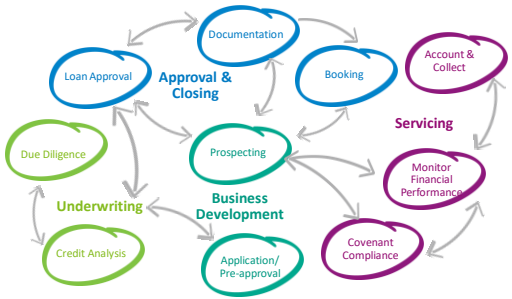 Documentation
Loan Approval
Approval &
Closing
Booking
Account &
Collect
Servicing
Due Diligence
Prospecting
Monitor
Financial
Performance
Underwriting
Business
Development
Credit Analysis
Application/
Pre-approval
Covenant
Compliance